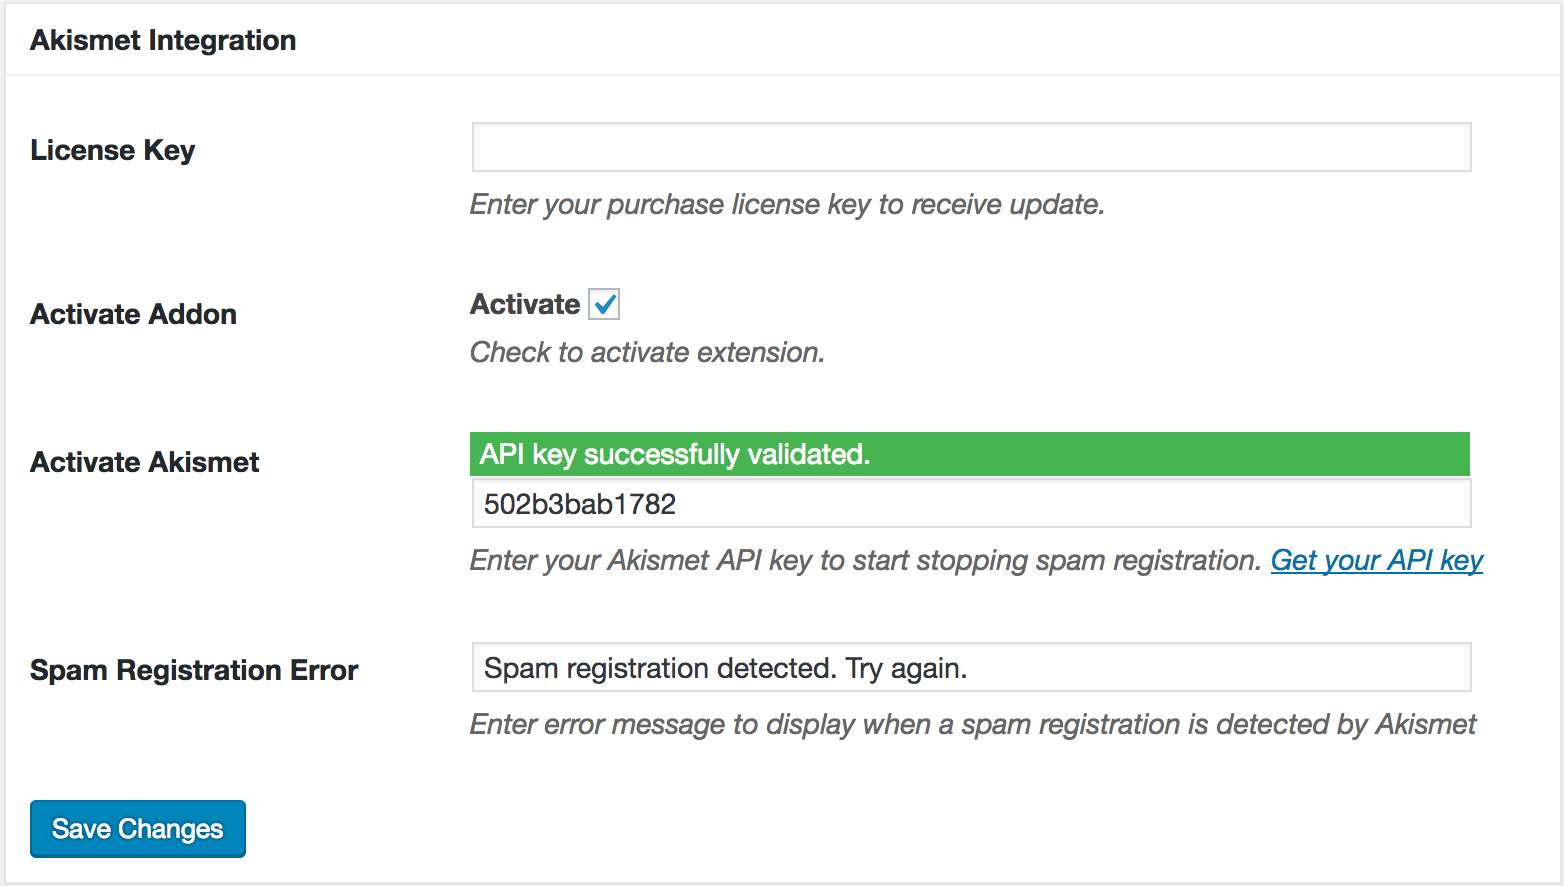 Akismet Integration
License Key
Enter your purchase license key to receive update.
Activate Addon
Activate
Check to activate extension.
Activate Akismet
API key successfully validated.
502b3bab1782
Enter your Akismet API key to start stopping spam registration. Get your API key
Spam Registration Error
Spam registration detected. Try again.
Enter error message to display when a spam registration is detected by Akismet
Save Changes